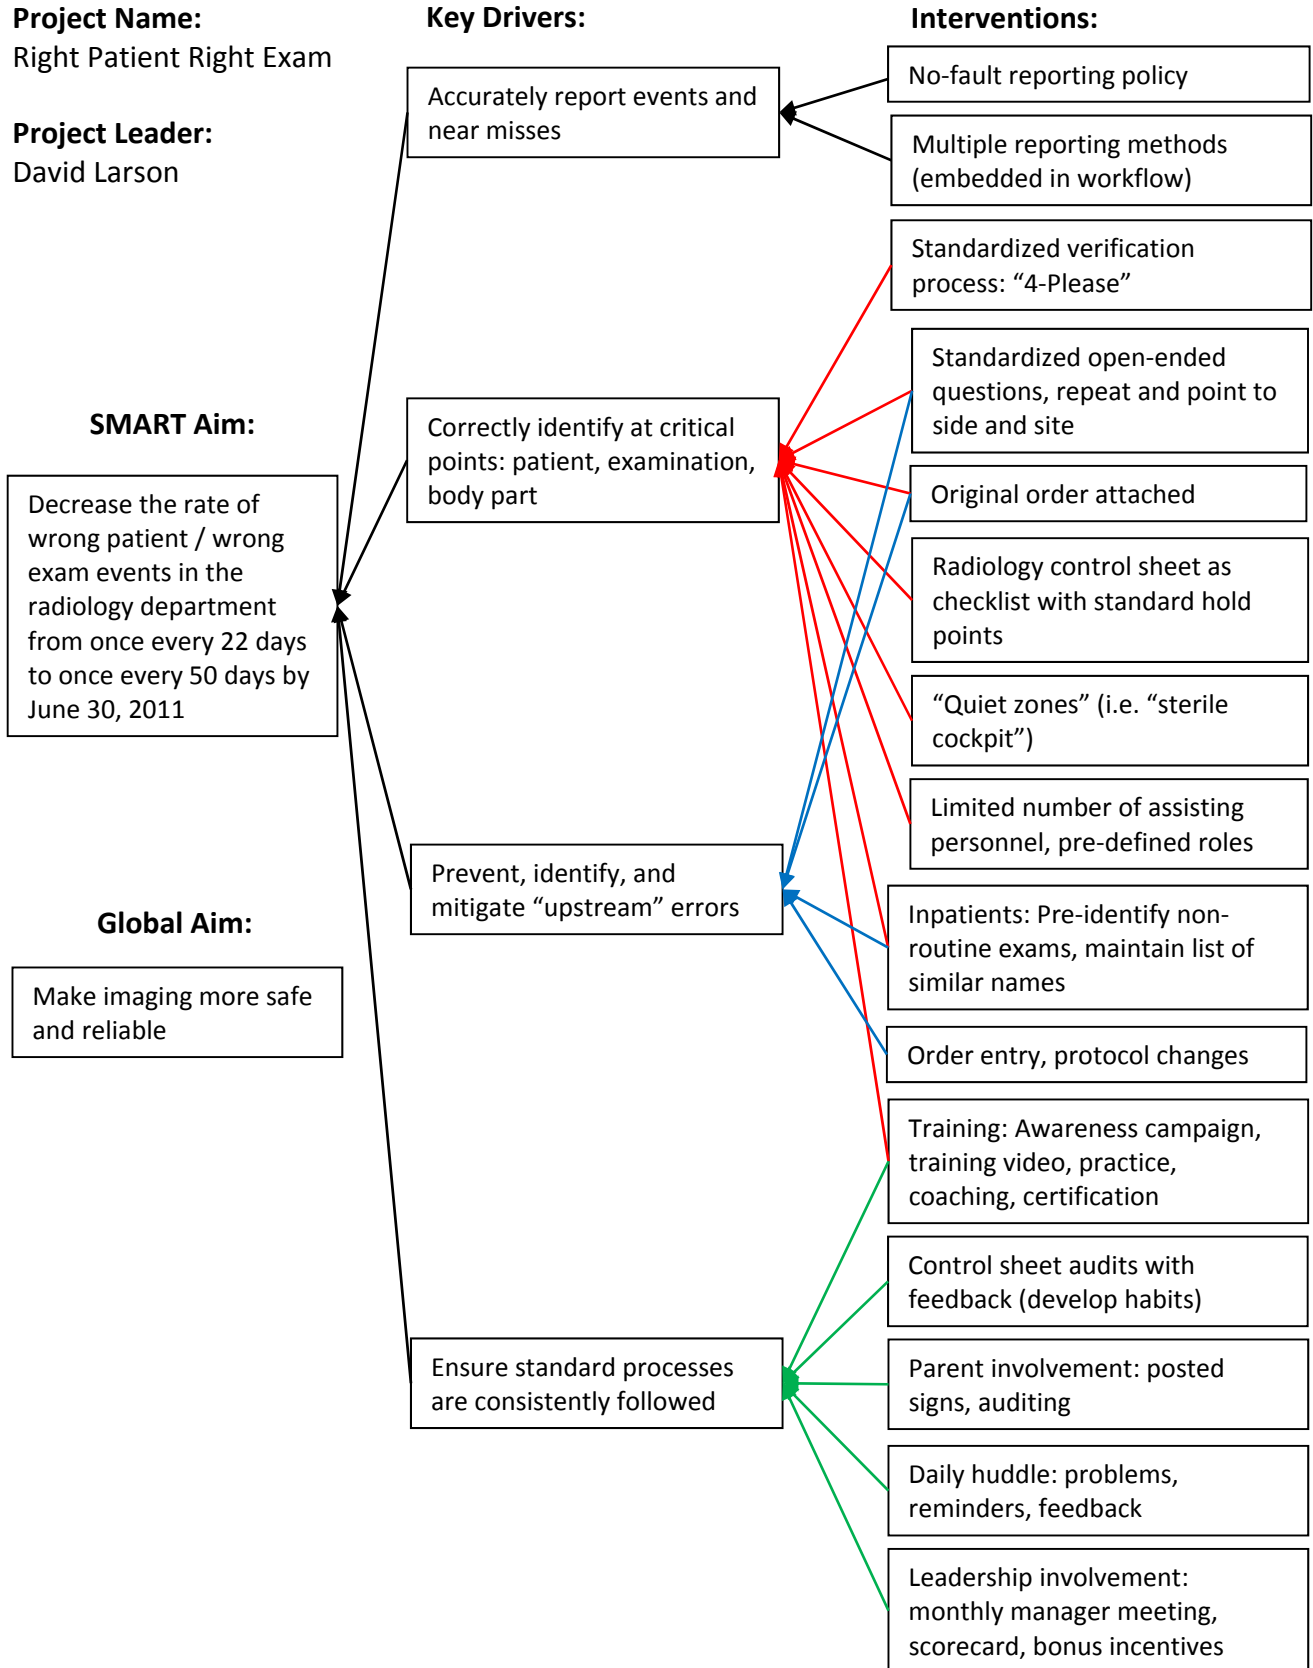 Project Name:
Right Patient Right Exam
Project Leader:
David Larson
SMART Aim:
Decrease the rate of
wrong patient / wrong
exam events in the
radiology department
from once every 22 days
to once every 50 days by
June 30, 2011
Global Aim:
Make imaging more safe
and reliable
Key Drivers:
Accurately report events and
near misses
Correctly identify at critical
points: patient, examination,
body part
Prevent, identify, and
mitigate “upstream” errors
Ensure standard processes
are consistently followed
Interventions:
No-fault reporting policy
Multiple reporting methods
(embedded in workflow)
Standardized verification
process: “4-Please”
Standardized open-ended
questions, repeat and point to
side and site
Original order attached
Radiology control sheet as
checklist with standard hold
points
“Quiet zones” (i.e. “sterile
cockpit”)
Limited number of assisting
personnel, pre-defined roles
Inpatients: Pre-identify non-
routine exams, maintain list of
similar names
Order entry, protocol changes
Training: Awareness campaign,
training video, practice,
coaching, certification
Control sheet audits with
feedback (develop habits)
Parent involvement: posted
signs, auditing
Daily huddle: problems,
reminders, feedback
Leadership involvement:
monthly manager meeting,
scorecard, bonus incentives